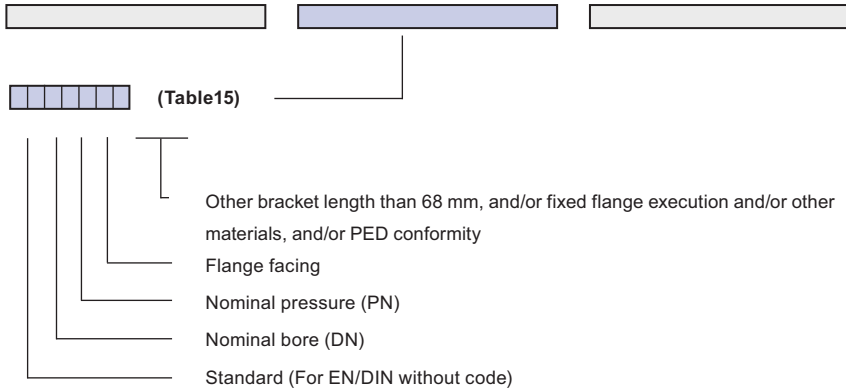 (Table15)
Other bracket length than 68 mm, and/or fixed flange execution and/or other
materials, and/or PED conformity
Flange facing
Nominal pressure (PN)
Nominal bore (DN)
Standard (For EN/DIN without code)